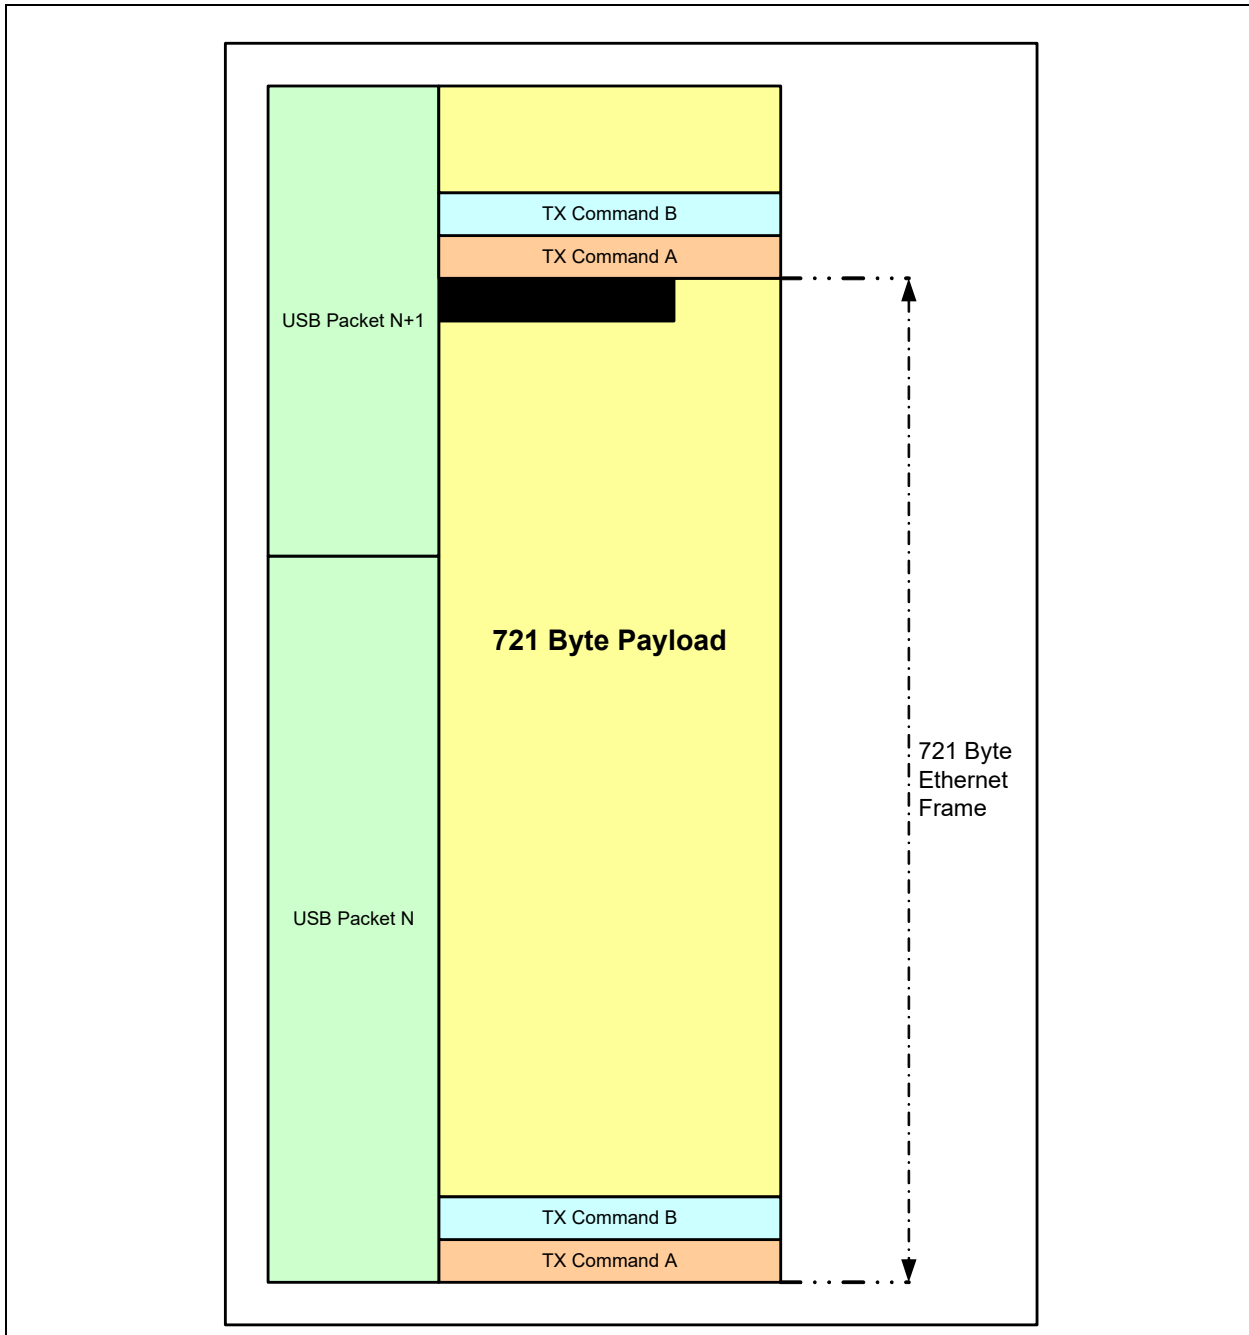 TX Command B
TX Command A
USB Packet N+1
721 Byte Payload
721 Byte
Ethernet
Frame
USB Packet N
TX Command B
TX Command A